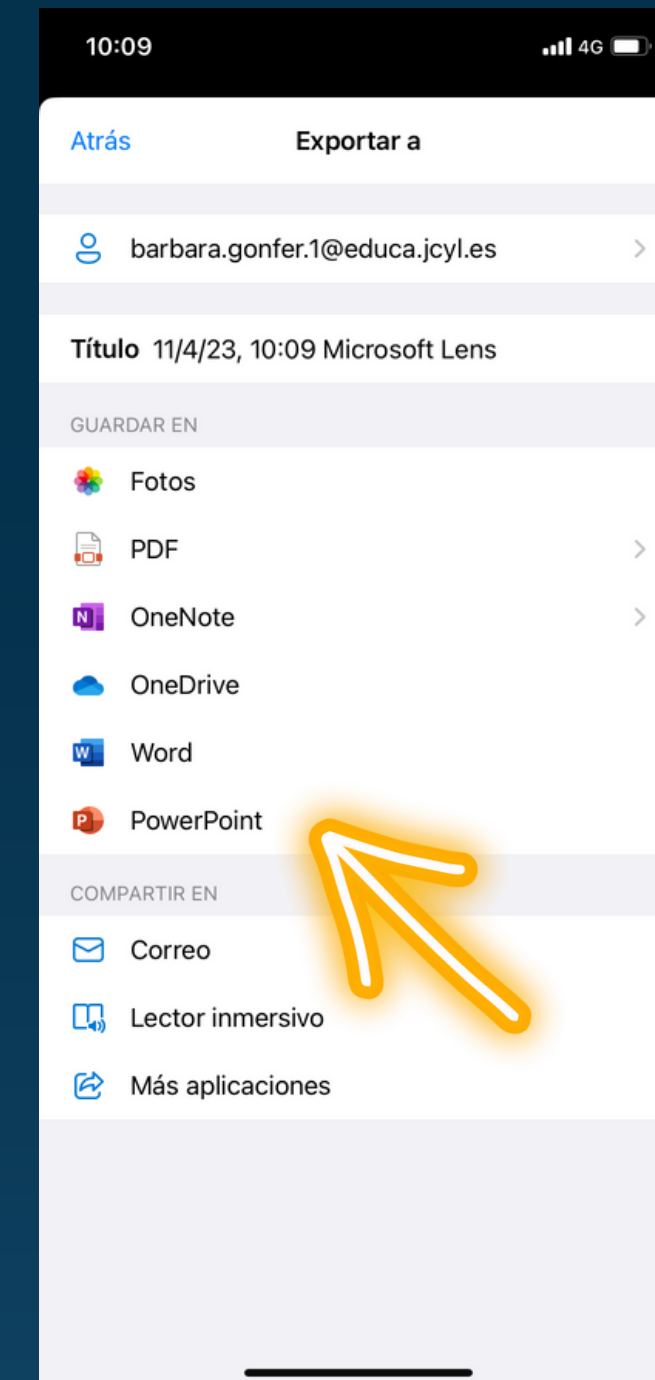 10:09 4G
Atrás Exportar a
barbara.gonfer.1@educa.jcyl.es
Título 11/4/23, 10:09 Microsoft Lens
GUARDAR EN
Fotos
PDF
N OneNote
OneDrive
W Word
P PowerPoint
COMPARTIR EN
Correo
Lector inmersivo
Más aplicaciones